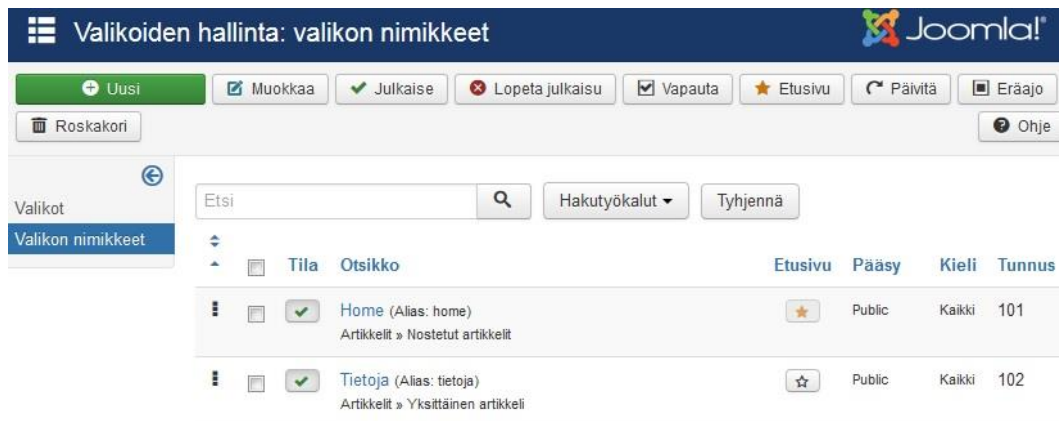 Valikoiden hallinta: valikon nimikkeet Joomla!®
Uusi Muokkaa Julkaise Lopeta julkaisu Vapauta Etusivu Päivitä Eräajo
Roskakori Ohje
Valikot
Valikon nimikkeet
Etsi Hakutyökalut Tyhjennä
Tila Otsikko Etusivu Pääsy Kieli Tunnus
Home (Alias: home) Public Kaikki 101
Artikkelit » Nostetut artikkelit
Tietoja (Alias: tietoja) Public Kaikki 102
Artikkelit » Yksittäinen artikkeli